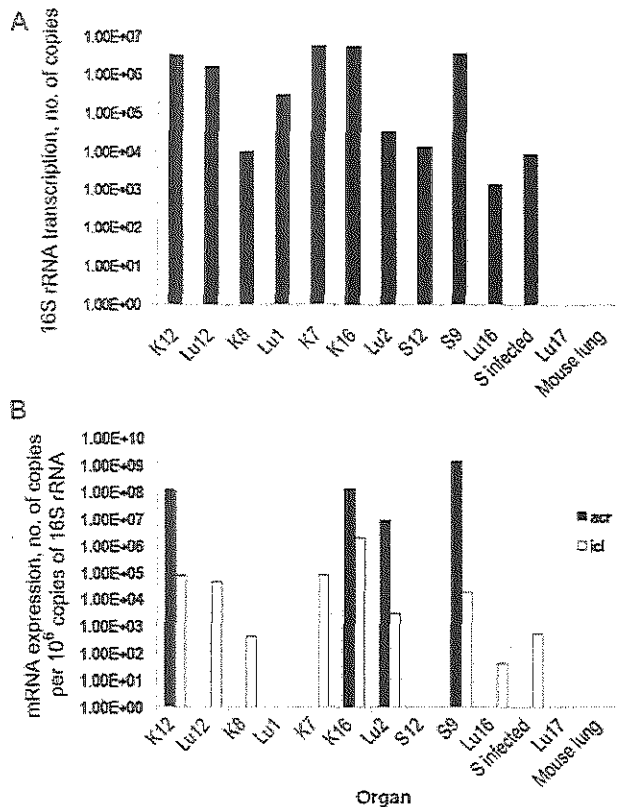 A
16S rRNA transcription, no. of copies
1.00E+07
1.00E+06
1.00E+05
1.00E+04
1.00E+03
1.00E+02
1.00E+01
1.00E+00
K12
Lu12
K8
Lu1
K7
K16
Lu2
S12
S9
Lu16
S infected
Lu17
Mouse lung
B
mRNA expression, no. of copies
per 10⁶ copies of 16S rRNA
1.00E+10
1.00E+09
1.00E+08
1.00E+07
1.00E+06
1.00E+05
1.00E+04
1.00E+03
1.00E+02
1.00E+01
1.00E+00
acr
icl
K12
Lu12
K8
Lu1
K7
K16
Lu2
S12
S9
Lu16
S infected
Lu17
Mouse lung
Organ